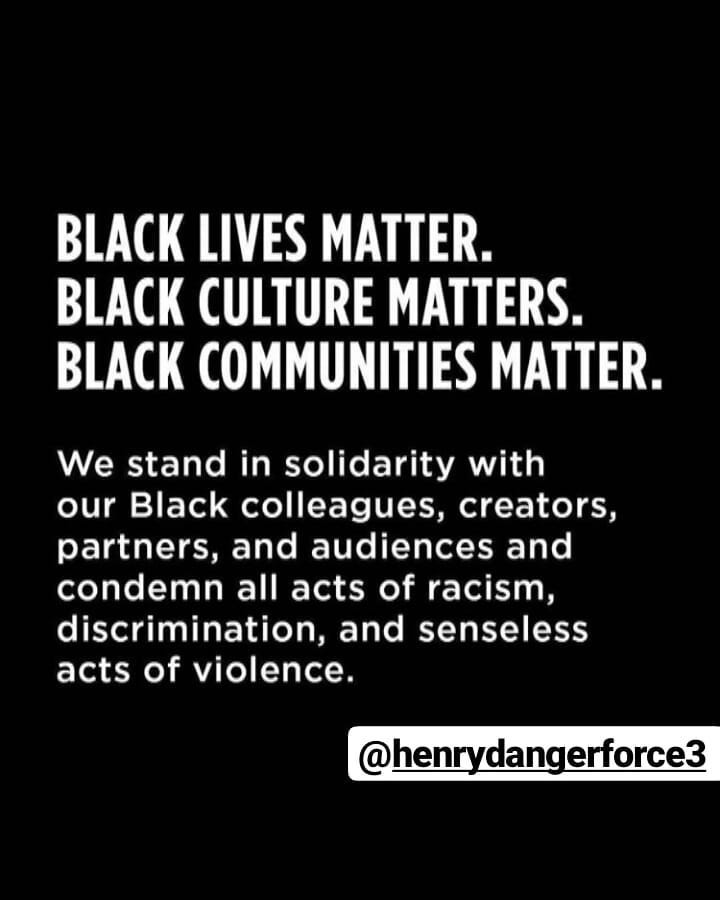 BLACK LIVES MATTER.
BLACK CULTURE MATTERS.
BLACK COMMUNITIES MATTER.
We stand in solidarity with
our Black colleagues, creators,
partners, and audiences and
condemn all acts of racism,
discrimination, and senseless
acts of violence.
@henrydangerforce3